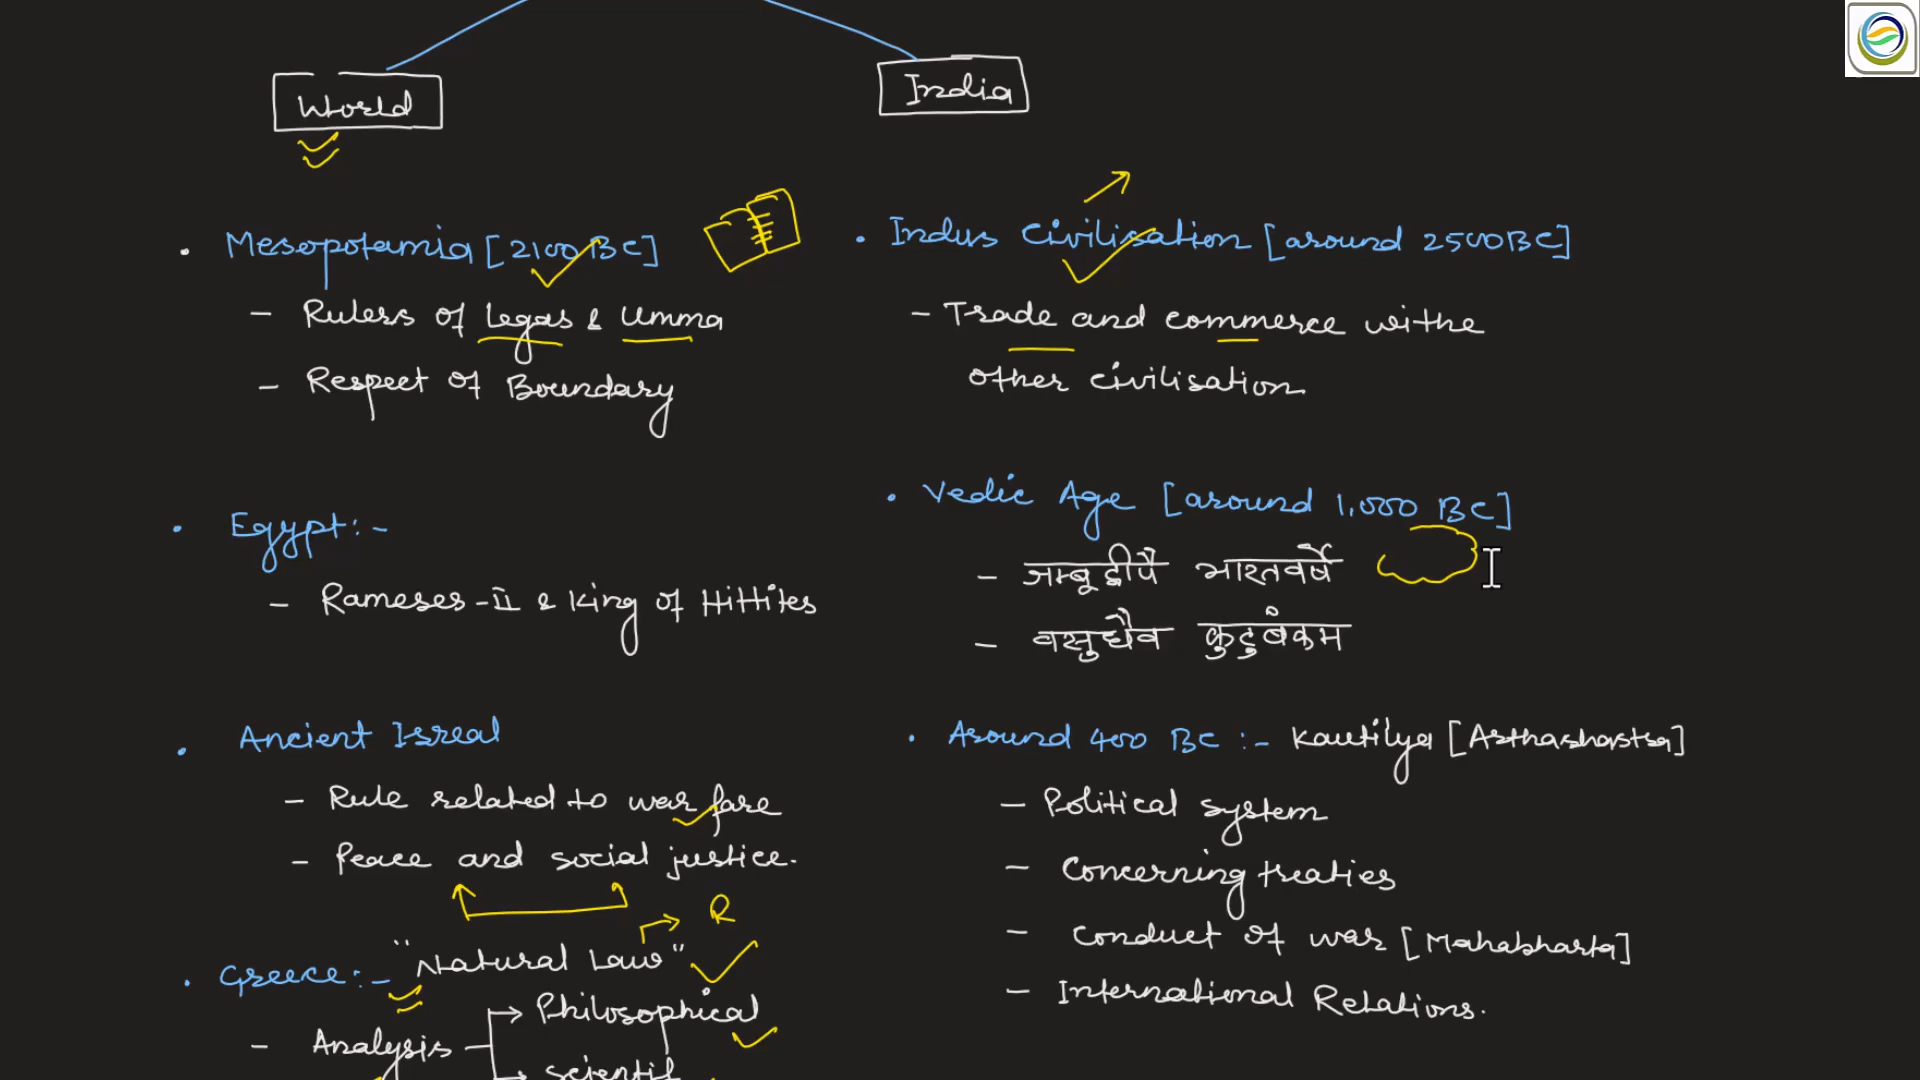 World
• Mesopotamia [2100 BC]
- Rulers of Legas & Umma
- Respect of Boundary
• Egypt:-
- Rameses-II & King of Hittites
• Ancient Isreal
- Rule related to war fare
- Peace and social justice.
R
• Greece:- "Natural Law"
- Analysis
→ Philosophical
→ scientif
India
• Indus Civilisation [around 2500BC]
- Trade and commerce withe
other civilisation
• Vedic Age [around 1,000 BC]
- जम्बूद्वीपे भारतवर्षे
- वसुधैव कुटुबंकम
• Around 400 BC :- Kautilya [Arthashastra]
- Political system
- Concerning treaties
- Conduct of war [Mahabharta]
- International Relations.